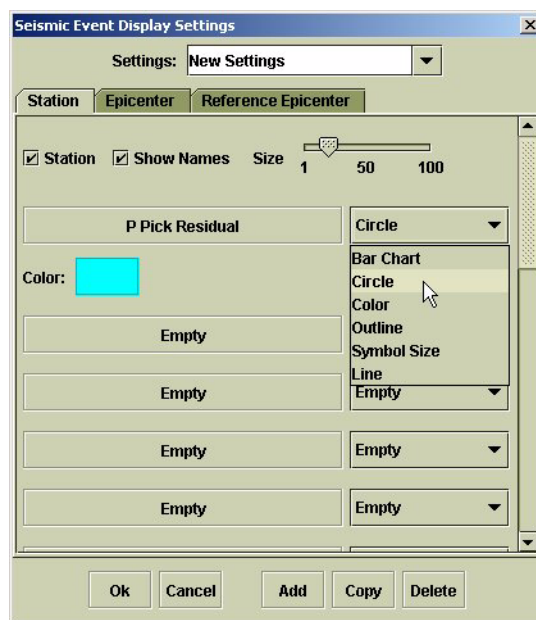 Seismic Event Display Settings
Settings: New Settings
Station Epicenter Reference Epicenter
Station Show Names Size
1 50 100
P Pick Residual Circle
Color:
Bar Chart
Circle
Color
Outline
Symbol Size
Line
Empty
Empty Empty
Empty Empty
Empty Empty
Ok Cancel Add Copy Delete